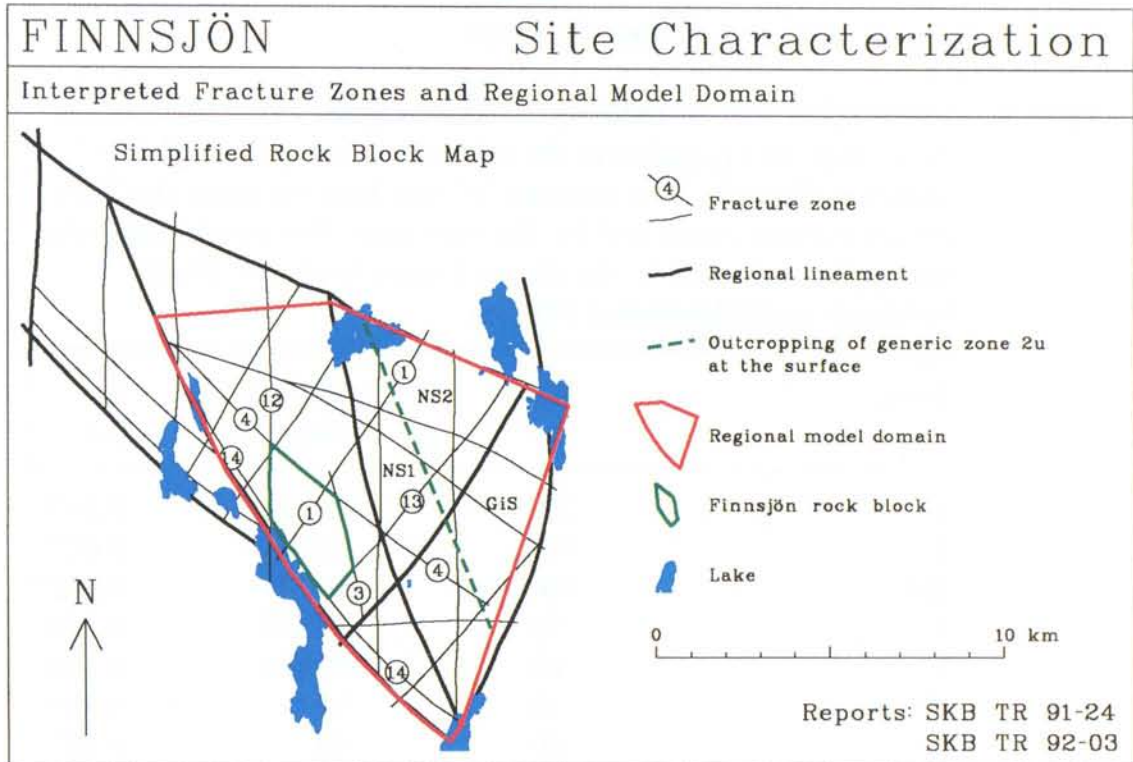 FINNSJÖN Site Characterization
Interpreted Fracture Zones and Regional Model Domain
Simplified Rock Block Map
4
Fracture zone
Regional lineament
Outcropping of generic zone 2u
at the surface
Regional model domain
Finnsjön rock block
Lake
1
NS2
12
4
14
NS1
13
GiS
1
4
3
14
N
0 10 km
Reports: SKB TR 91-24
SKB TR 92-03